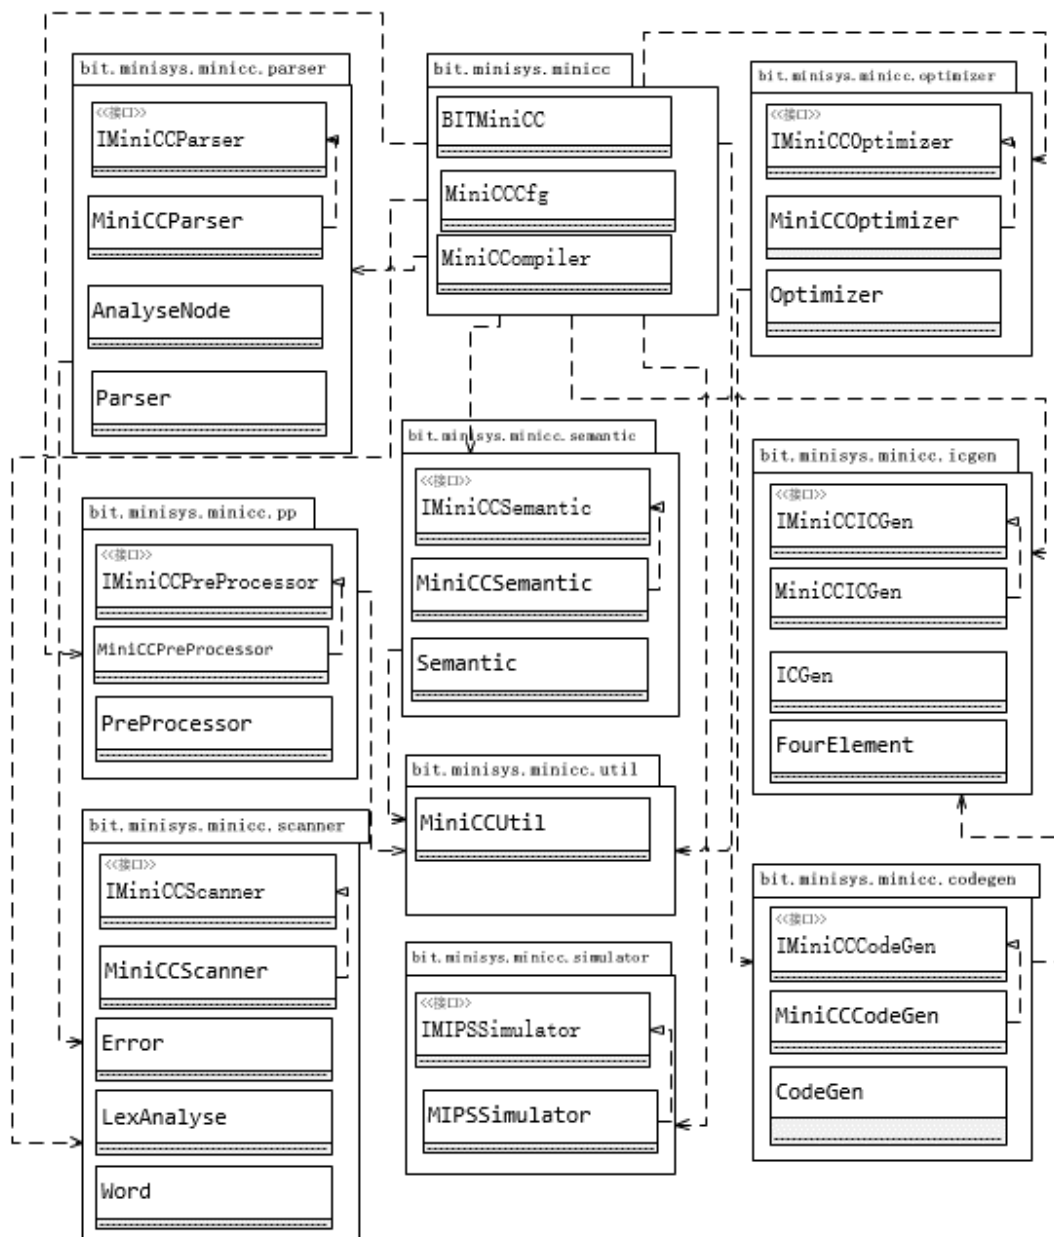 bit.minisys.minicc.parser
<<接口>>
IMiniCCParser
MiniCCParser
AnalyseNode
Parser
bit.minisys.minicc
BITMiniCC
MiniCCCfg
MiniCCompiler
bit.minisys.minicc.optimizer
<<接口>>
IMiniCCOptimizer
MiniCCOptimizer
Optimizer
bit.minisys.minicc.pp
<<接口>>
IMiniCCPreProcessor
MiniCCPreProcessor
PreProcessor
bit.minisys.minicc.semantic
<<接口>>
IMiniCCSemantic
MiniCCSemantic
Semantic
bit.minisys.minicc.icgen
<<接口>>
IMiniCCICGen
MiniCCICGen
ICGen
FourElement
bit.minisys.minicc.scanner
<<接口>>
IMiniCCScanner
MiniCCScanner
Error
LexAnalyse
Word
bit.minisys.minicc.util
MiniCCUtil
bit.minisys.minicc.simulator
<<接口>>
IMIPSSimulator
MIPSSimulator
bit.minisys.minicc.codegen
<<接口>>
IMiniCCCodeGen
MiniCCCodeGen
CodeGen